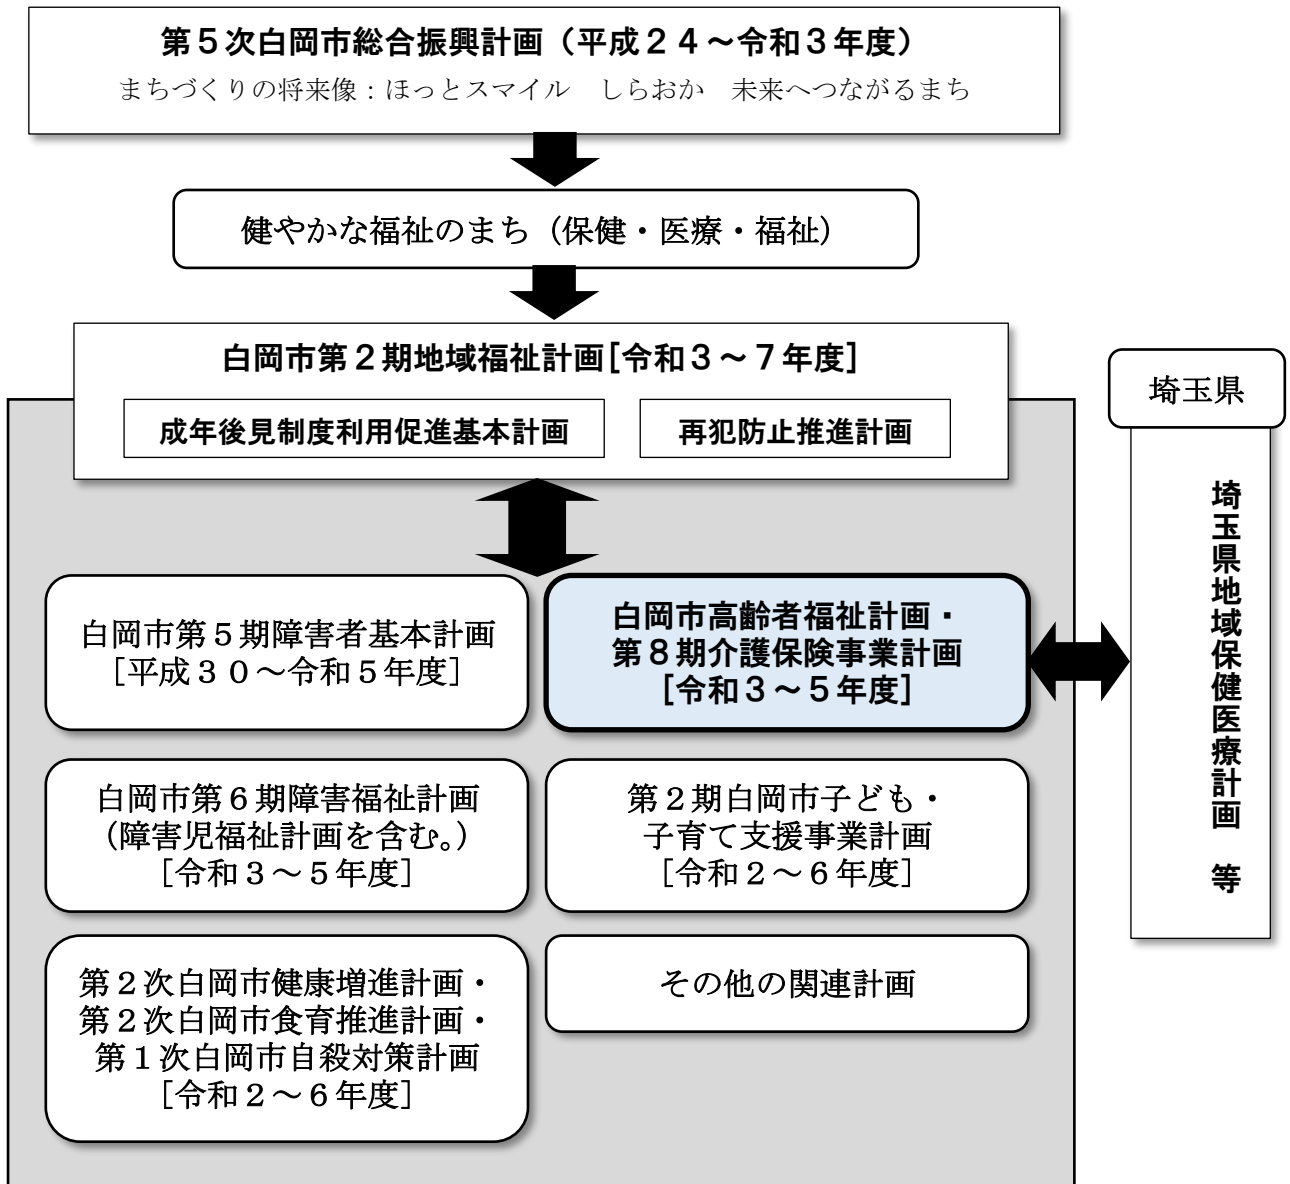 第５次白岡市総合振興計画（平成２４～令和３年度）
まちづくりの将来像：ほっとスマイル　しらおか　未来へつながるまち
健やかな福祉のまち（保健・医療・福祉）
白岡市第２期地域福祉計画［令和３～７年度］
成年後見制度利用促進基本計画
再犯防止推進計画
埼玉県
埼玉県地域保健医療計画　等
白岡市第５期障害者基本計画
［平成３０～令和５年度］
白岡市高齢者福祉計画・
第８期介護保険事業計画
［令和３～５年度］
白岡市第６期障害福祉計画
（障害児福祉計画を含む。）
［令和３～５年度］
第２期白岡市子ども・
子育て支援事業計画
［令和２～６年度］
第２次白岡市健康増進計画・
第２次白岡市食育推進計画・
第１次白岡市自殺対策計画
［令和２～６年度］
その他の関連計画